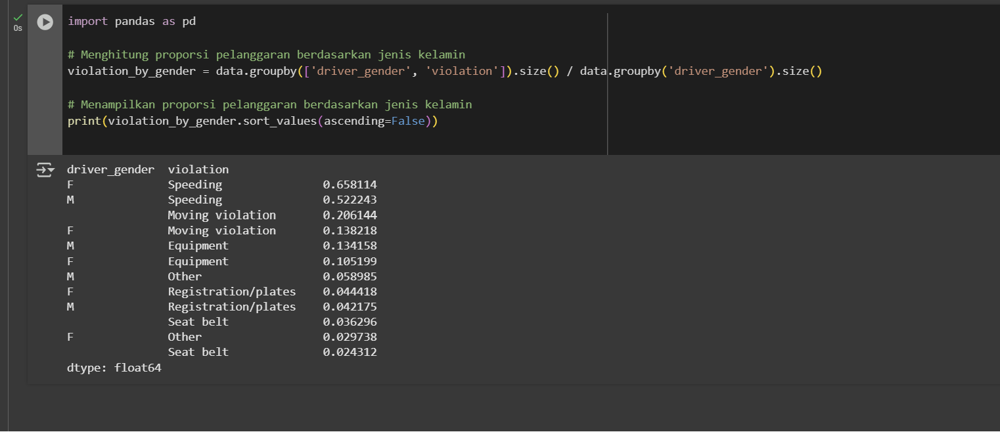 0s
import pandas as pd
# Menghitung proporsi pelanggaran berdasarkan jenis kelamin
violation_by_gender = data.groupby(['driver_gender', 'violation']).size() / data.groupby('driver_gender').size()
# Menampilkan proporsi pelanggaran berdasarkan jenis kelamin
print(violation_by_gender.sort_values(ascending=False))
driver_gender  violation
F              Speeding               0.658114
M              Speeding               0.522243
               Moving violation       0.206144
F              Moving violation       0.138218
M              Equipment              0.134158
F              Equipment              0.105199
M              Other                  0.058985
F              Registration/plates    0.044418
M              Registration/plates    0.042175
               Seat belt              0.036296
F              Other                  0.029738
               Seat belt              0.024312
dtype: float64